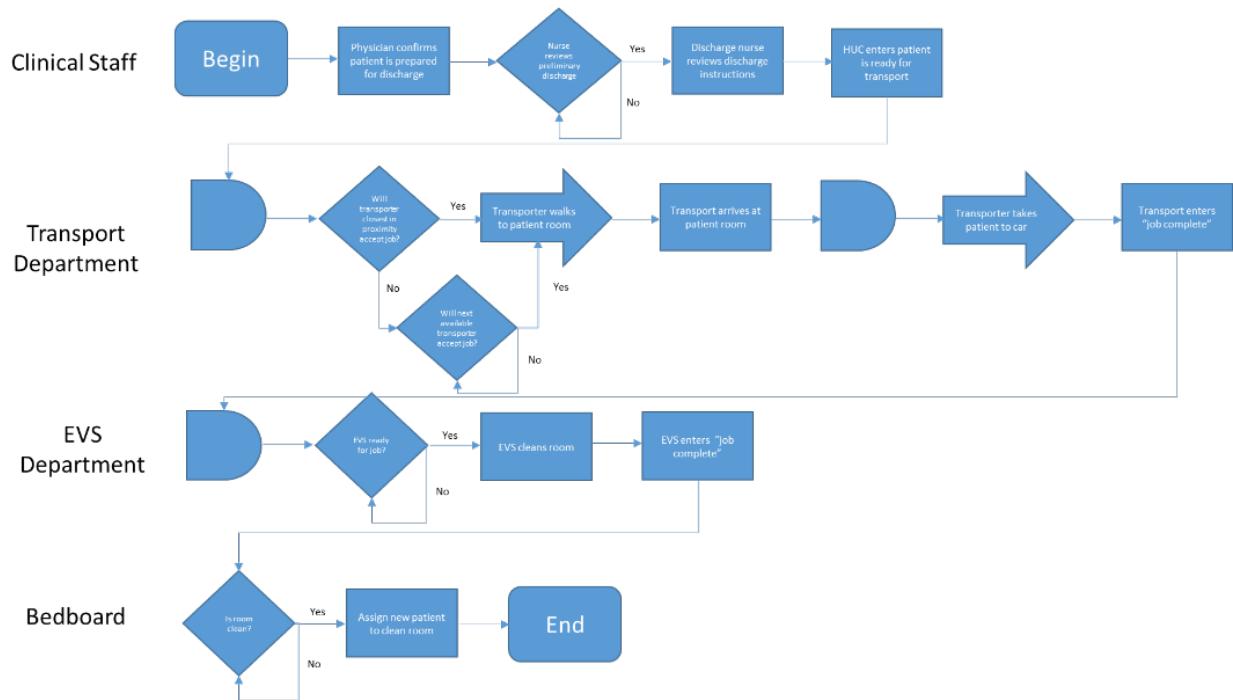 Clinical Staff
Begin
Physician confirms
patient is prepared
for discharge
Nurse
reviews
preliminary
discharge
Yes
No
Discharge nurse
reviews discharge
instructions
HUC enters patient
is ready for
transport
Transport
Department
Will
transporter
closest in
proximity
accept job?
Yes
No
Will next
available
transporter
accept job?
Yes
No
Transporter walks
to patient room
Transport arrives at
patient room
Transporter takes
patient to car
Transport enters
“job complete”
EVS
Department
EVS ready
for job?
Yes
No
EVS cleans room
EVS enters “job
complete”
Bedboard
Is room
clean?
Yes
No
Assign new patient
to clean room
End